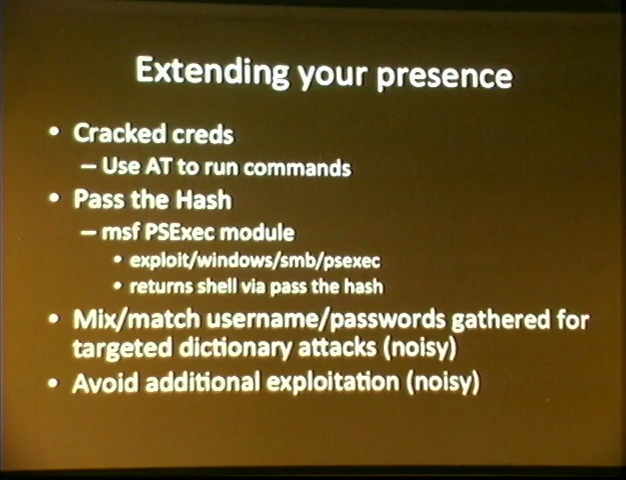 Extending your presence
• Cracked creds
– Use AT to run commands
• Pass the Hash
– msf PSExec module
• exploit/windows/smb/psexec
• returns shell via pass the hash
• Mix/match username/passwords gathered for
targeted dictionary attacks (noisy)
• Avoid additional exploitation (noisy)